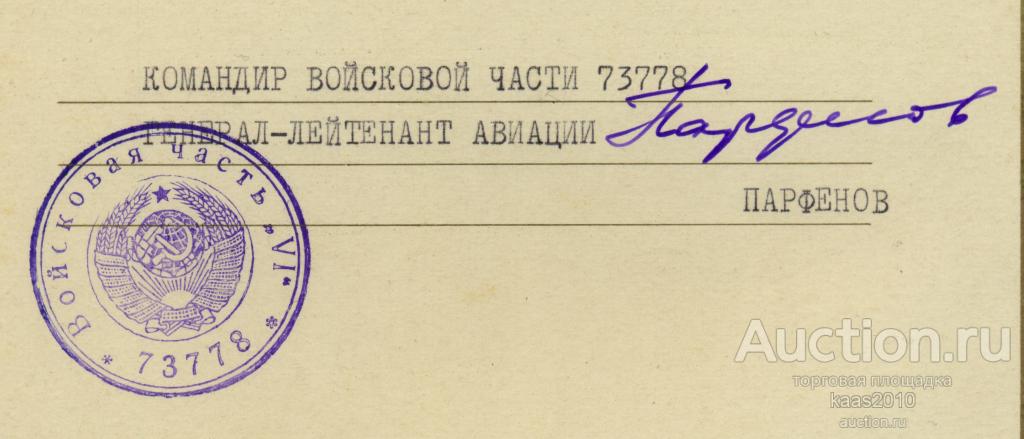 КОМАНДИР ВОЙСКОВОЙ ЧАСТИ 73778
ГЕНЕРАЛ-ЛЕЙТЕНАНТ АВИАЦИИ Парфенов
ПАРФЕНОВ
Войсковая часть „VI“
* 73778 *
Auction.ru
торговая площадка
kaas2010
auction.ru